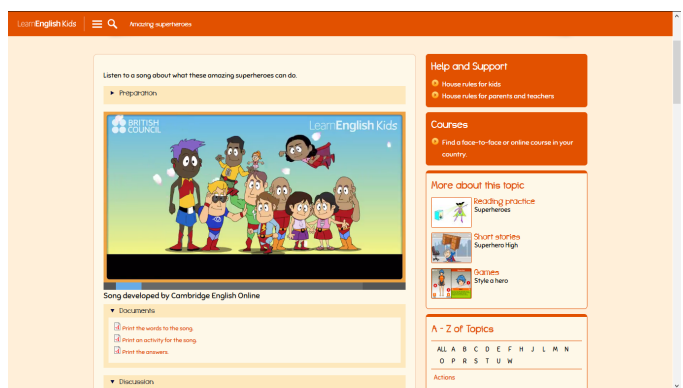 LearnEnglish Kids
Amazing superheroes
Listen to a song about what these amazing superheroes can do.
Preparation
BRITISH
COUNCIL
LearnEnglish Kids
Song developed by Cambridge English Online
Documents
Print the words to the song.
Print an activity for the song.
Print the answers.
Discussion
Help and Support
House rules for kids
House rules for parents and teachers
Courses
Find a face-to-face or online course in your
country.
More about this topic
Reading practice
Superheroes
Short stories
Superhero High
Games
Style a hero
A - Z of Topics
ALL A B C D E F H J L M N
O P R S T U W
Actions